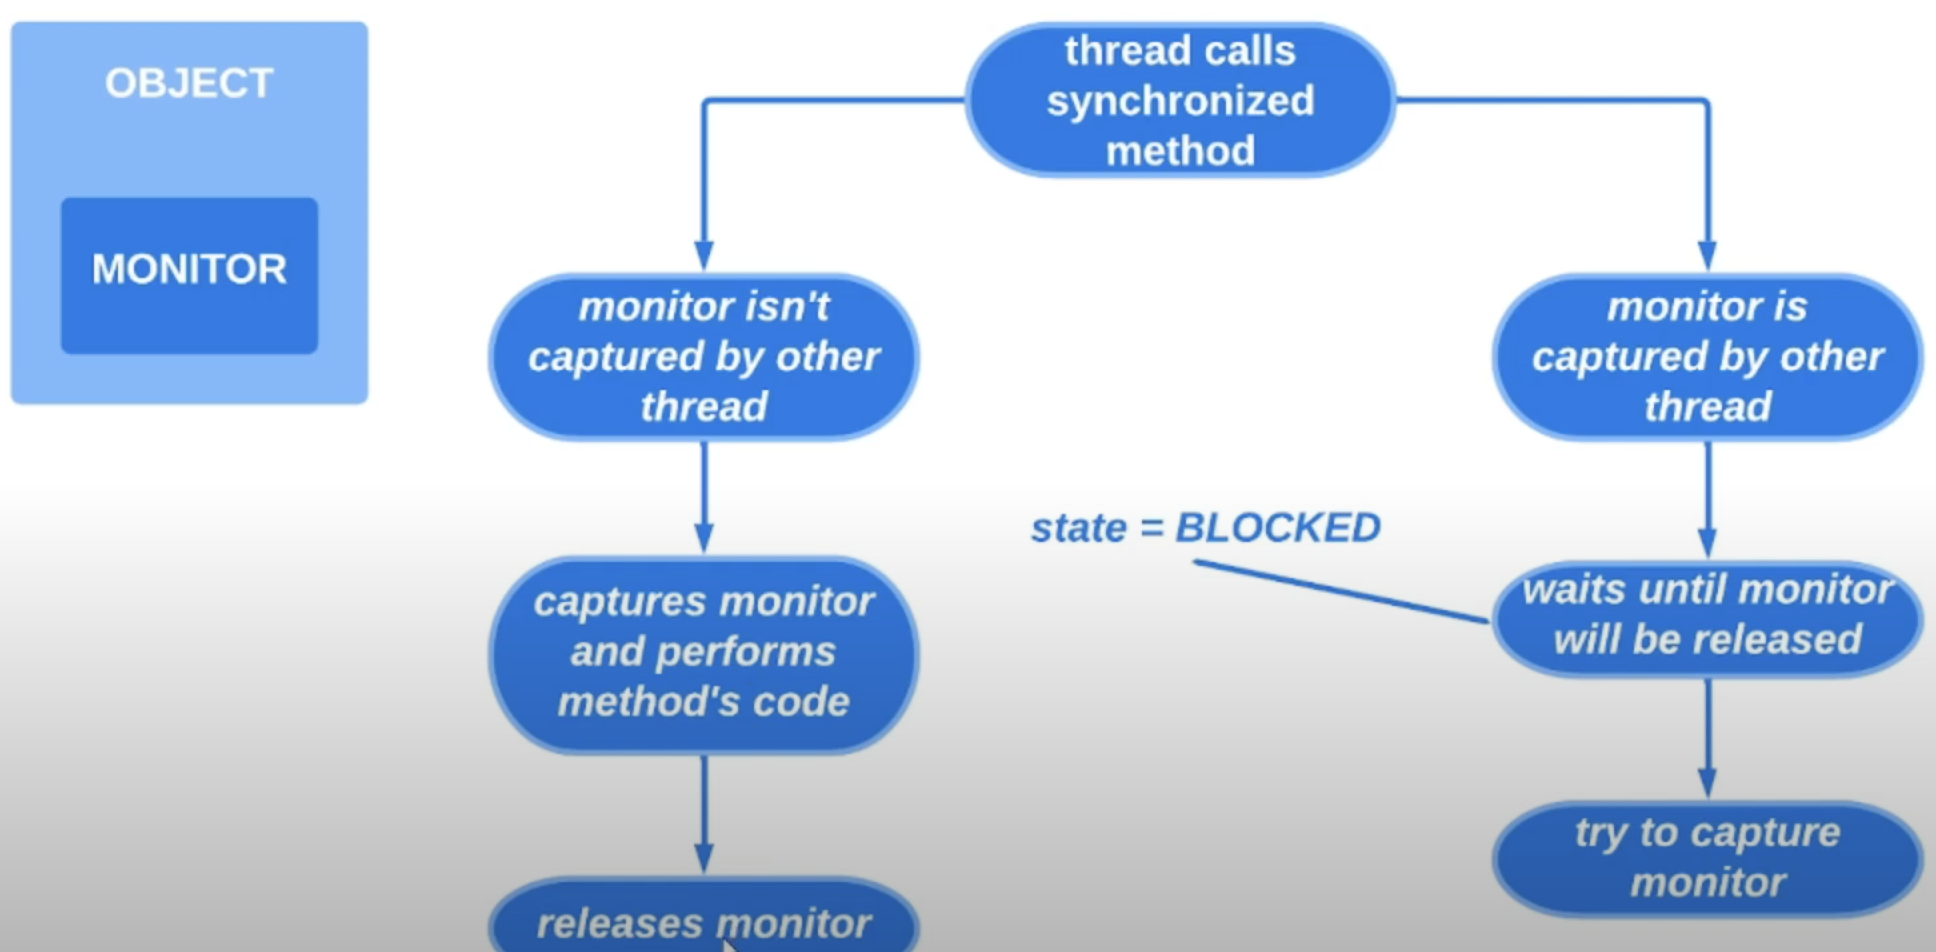 OBJECT
MONITOR
thread calls
synchronized
method
monitor isn't
captured by other
thread
captures monitor
and performs
method's code
releases monitor
monitor is
captured by other
thread
state = BLOCKED
waits until monitor
will be released
try to capture
monitor